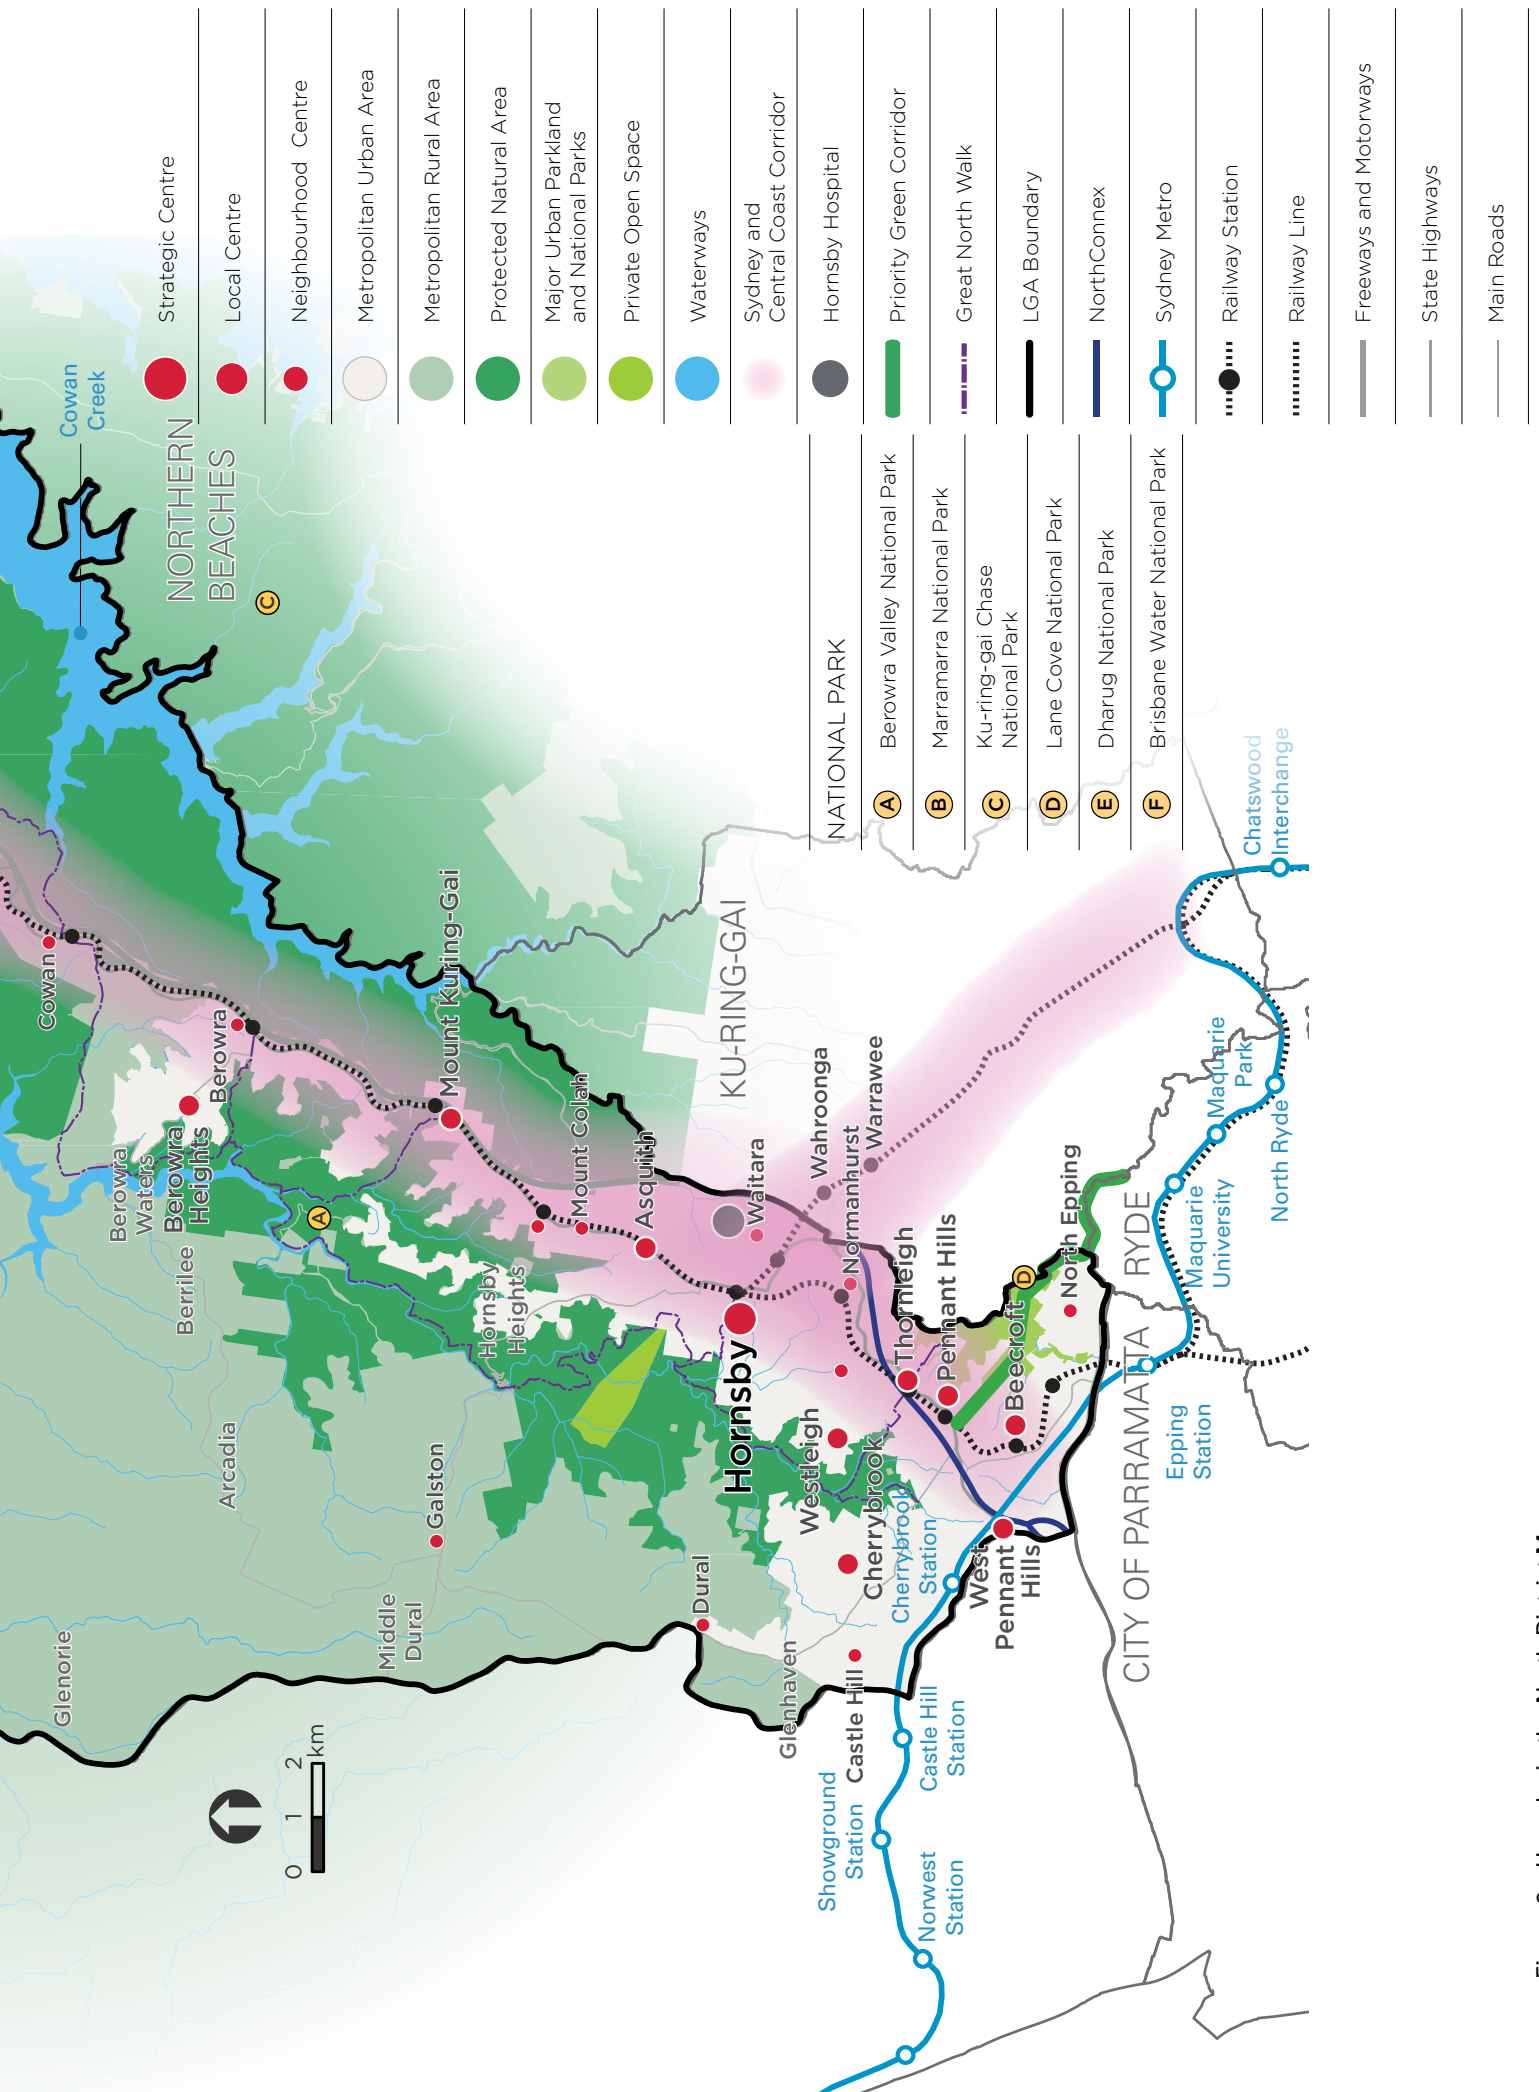 Cowan
Creek
NORTHERN
BEACHES
C
Cowan
Berowra
Berowra
Waters
Berowra
Heights
Berrilee
A
Mount Kuring-Gai
Mount Colah
Asquith
Hornsby
Heights
Arcadia
Galston
Glenorie
Middle
Dural
Dural
Glenhaven
KU-RING-GAI
Waitara
Wahroonga
Warrawee
Normanhurst
Hornsby
Westleigh
Thornleigh
Pennant Hills
Cherrybrook
Cherrybrook
Station
Beecroft
D
North Epping
West
Pennant
Hills
Castle Hill
Castle Hill
Station
Showground
Station
Norwest
Station
CITY OF PARRAMATTA
RYDE
Epping
Station
Maquarie
University
Maquarie
Park
North Ryde
Chatswood
Interchange
0 1 2
km
Strategic Centre
Local Centre
Neighbourhood Centre
Metropolitan Urban Area
Metropolitan Rural Area
Protected Natural Area
Major Urban Parkland
and National Parks
Private Open Space
Waterways
Sydney and
Central Coast Corridor
Hornsby Hospital
Priority Green Corridor
Great North Walk
LGA Boundary
NorthConnex
Sydney Metro
Railway Station
Railway Line
Freeways and Motorways
State Highways
Main Roads
NATIONAL PARK
A Berowra Valley National Park
B Marramarra National Park
C Ku-ring-gai Chase
National Park
D Lane Cove National Park
E Dharug National Park
F Brisbane Water National Park